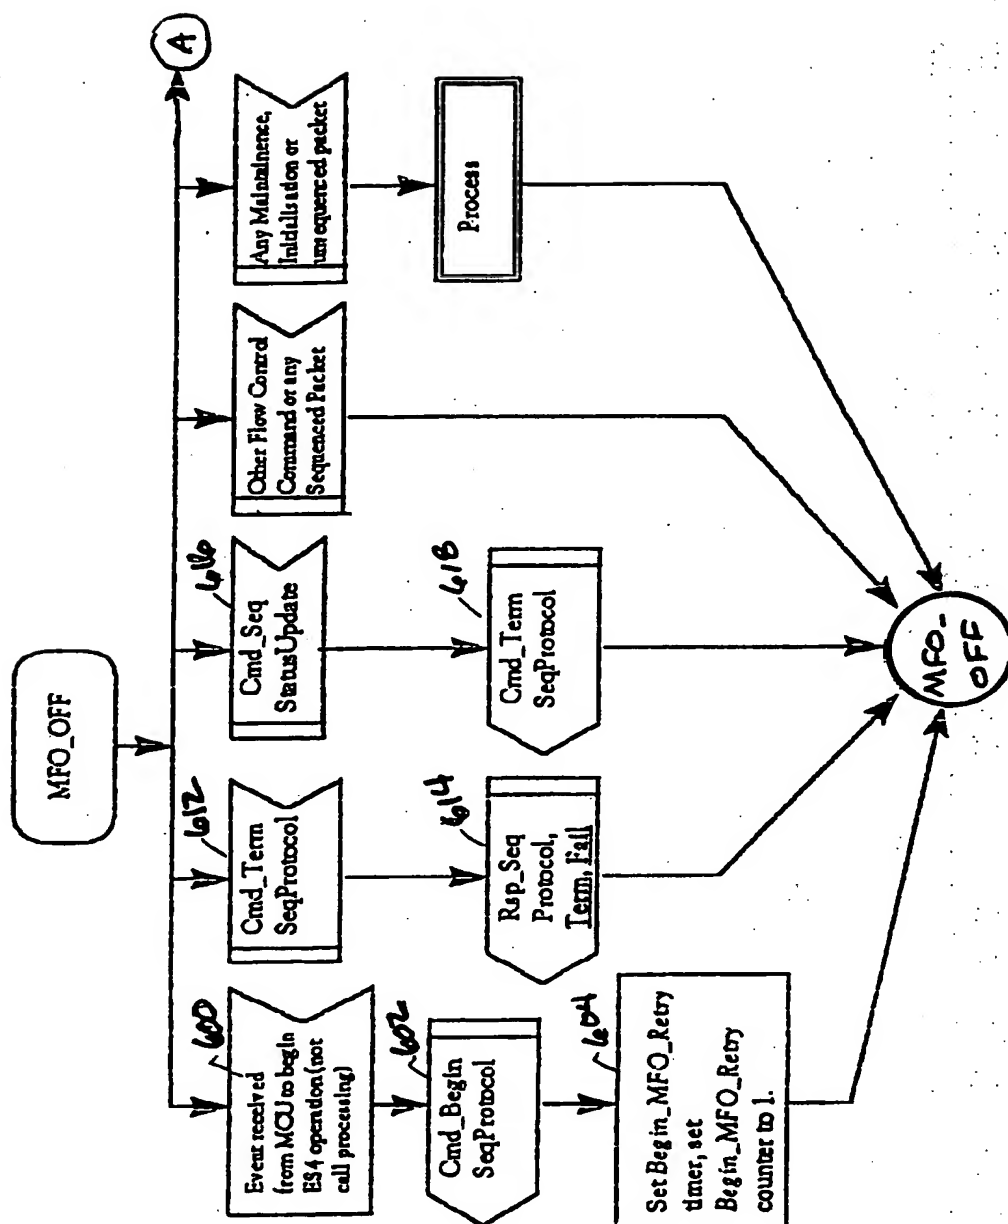 MFO_OFF
A
600
Event received
from MCU to begin
ES4 operation (not
call processing)
602
Cmd_Begin
SeqProtocol
604
Set Begin_MFO_Retry
timer, set
Begin_MFO_Retry
counter to 1.
612
Cmd_Term
SeqProtocol
614
Rsp_Seq
Protocol,
Term, Fail
616
Cmd_Seq
StatusUpdate
618
Cmd_Term
SeqProtocol
Other Flow Control
Command or any
Sequenced Packet
Any Maintainence,
Initialisation or
unsequenced packet
Process
MFO_
OFF